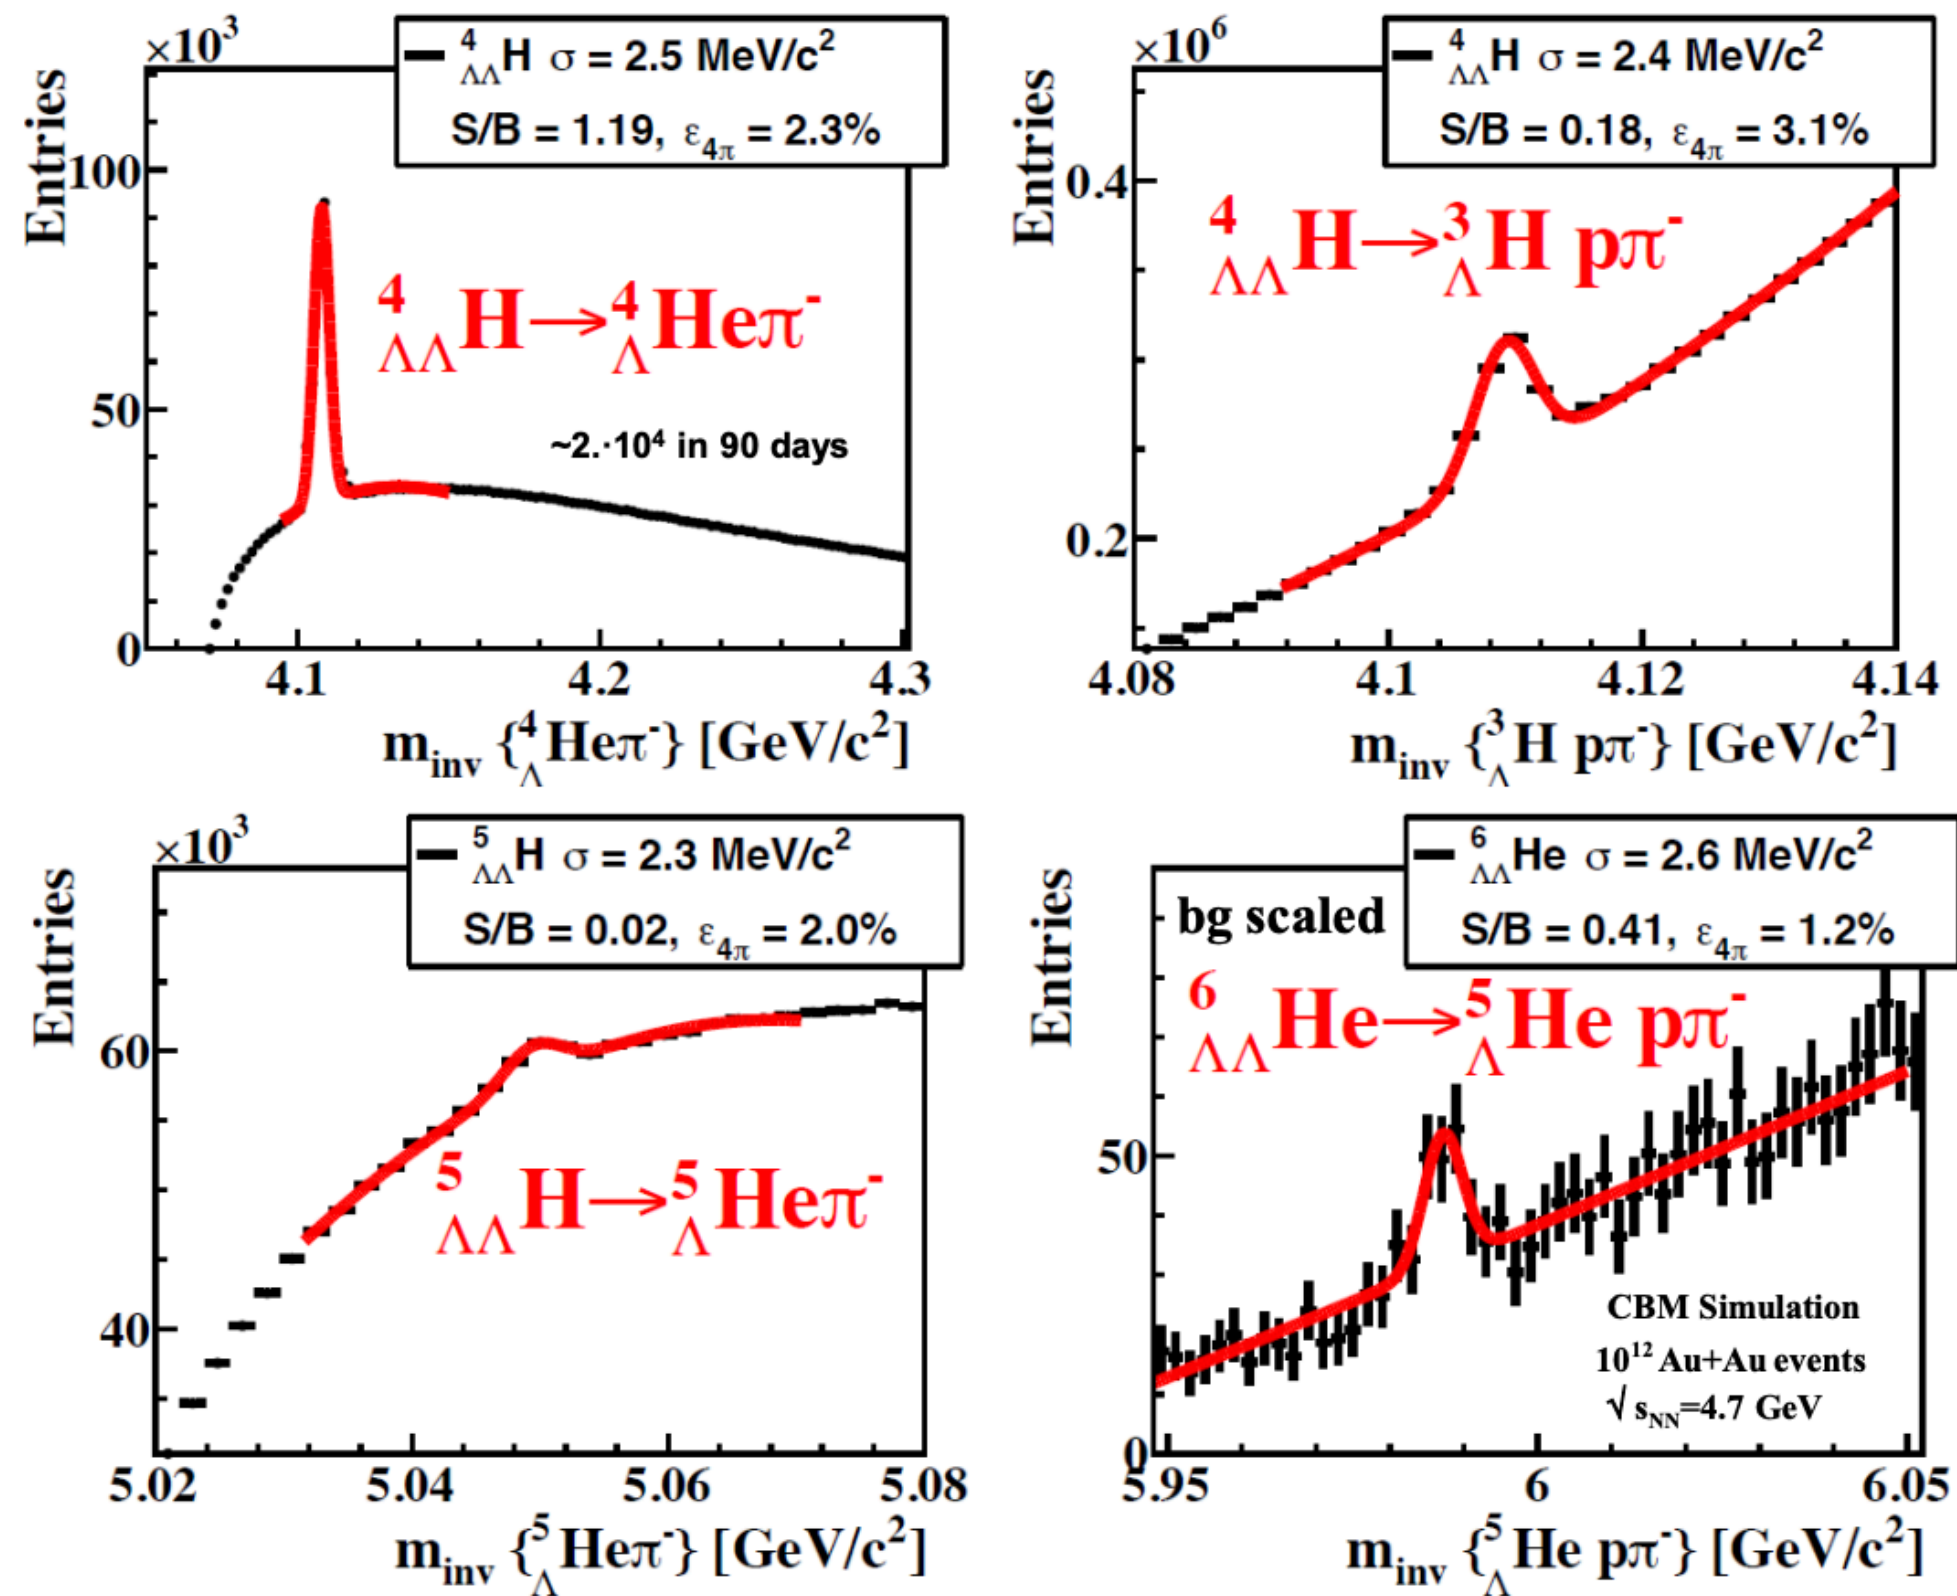 ×10³
⁴ΛΛH σ = 2.5 MeV/c²
S/B = 1.19, ε4π = 2.3%
Entries
100
50
0
⁴ΛΛH→⁴ΛHeπ⁻
~2.·10⁴ in 90 days
4.1 4.2 4.3
m_inv {⁴ΛHeπ⁻} [GeV/c²]
×10⁶
⁴ΛΛH σ = 2.4 MeV/c²
S/B = 0.18, ε4π = 3.1%
Entries
0.4
0.2
⁴ΛΛH→³ΛH pπ⁻
4.08 4.1 4.12 4.14
m_inv {³ΛH pπ⁻} [GeV/c²]
×10³
⁵ΛΛH σ = 2.3 MeV/c²
S/B = 0.02, ε4π = 2.0%
Entries
60
40
⁵ΛΛH→⁵ΛHeπ⁻
5.02 5.04 5.06 5.08
m_inv {⁵ΛHeπ⁻} [GeV/c²]
⁶ΛΛHe σ = 2.6 MeV/c²
S/B = 0.41, ε4π = 1.2%
Entries
bg scaled
⁶ΛΛHe→⁵ΛHe pπ⁻
50
0
CBM Simulation
10¹² Au+Au events
√s_NN=4.7 GeV
5.95 6 6.05
m_inv {⁵ΛHe pπ⁻} [GeV/c²]